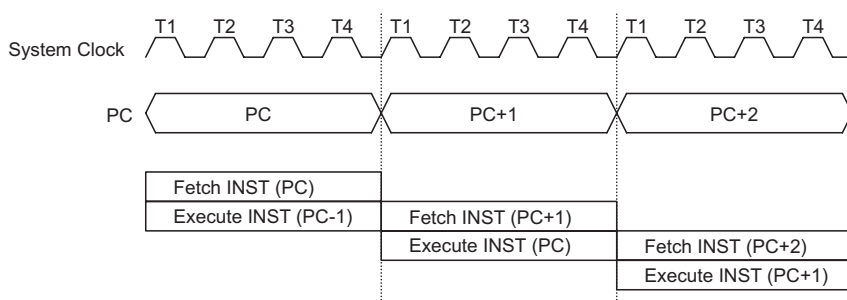 T1 T2 T3 T4 T1 T2 T3 T4 T1 T2 T3 T4
System Clock
PC PC PC+1 PC+2
Fetch INST (PC)
Execute INST (PC-1) Fetch INST (PC+1)
Execute INST (PC) Fetch INST (PC+2)
Execute INST (PC+1)